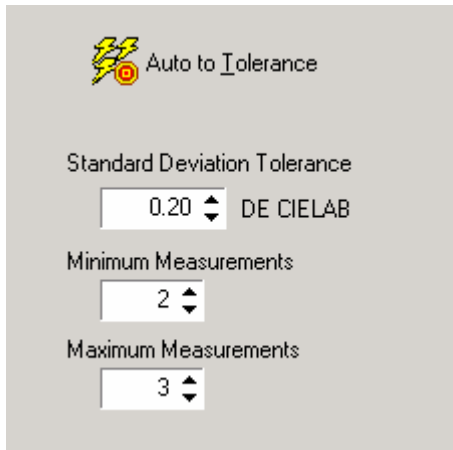 Auto to Tolerance
Standard Deviation Tolerance
0.20 DE CIELAB
Minimum Measurements
2
Maximum Measurements
3